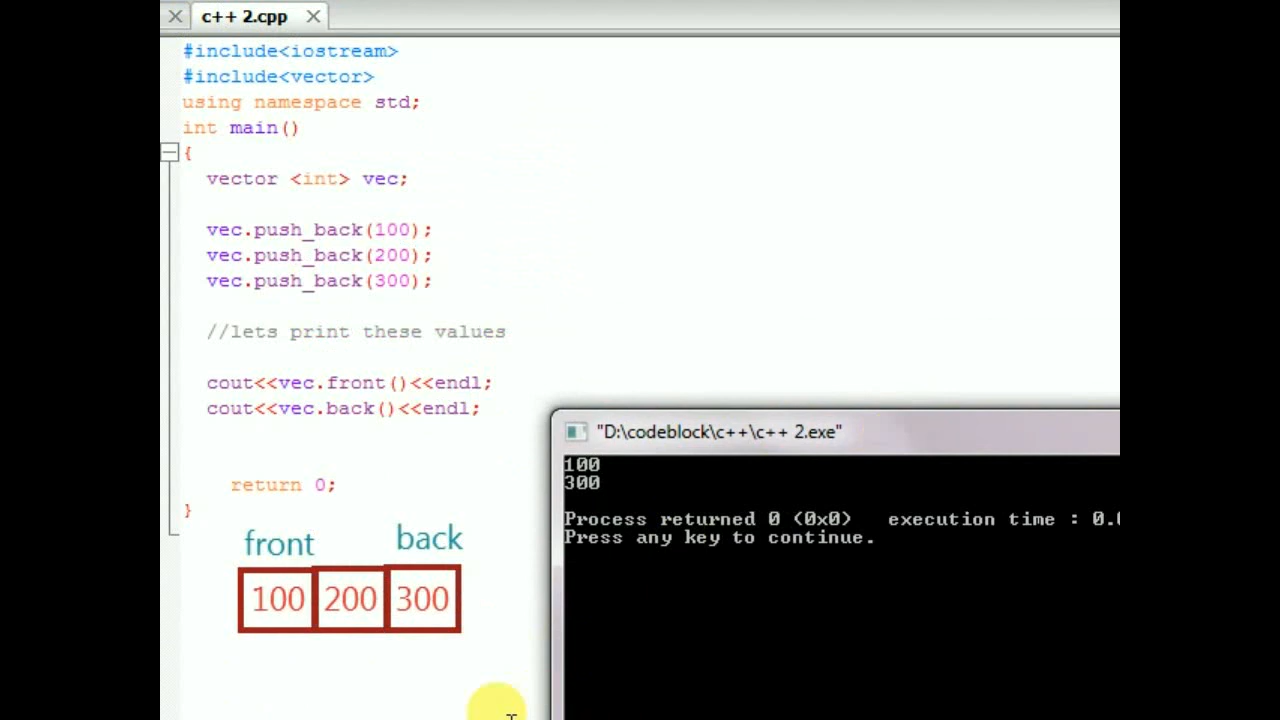 c++ 2.cpp
#include<iostream>
#include<vector>
using namespace std;
int main()
{
vector <int> vec;
vec.push_back(100);
vec.push_back(200);
vec.push_back(300);
//lets print these values
cout<<vec.front()<<endl;
cout<<vec.back()<<endl;
return 0;
}
front back
100 200 300
"D:\codeblock\c++\c++ 2.exe"
100
300
Process returned 0 (0x0) execution time : 0.
Press any key to continue.